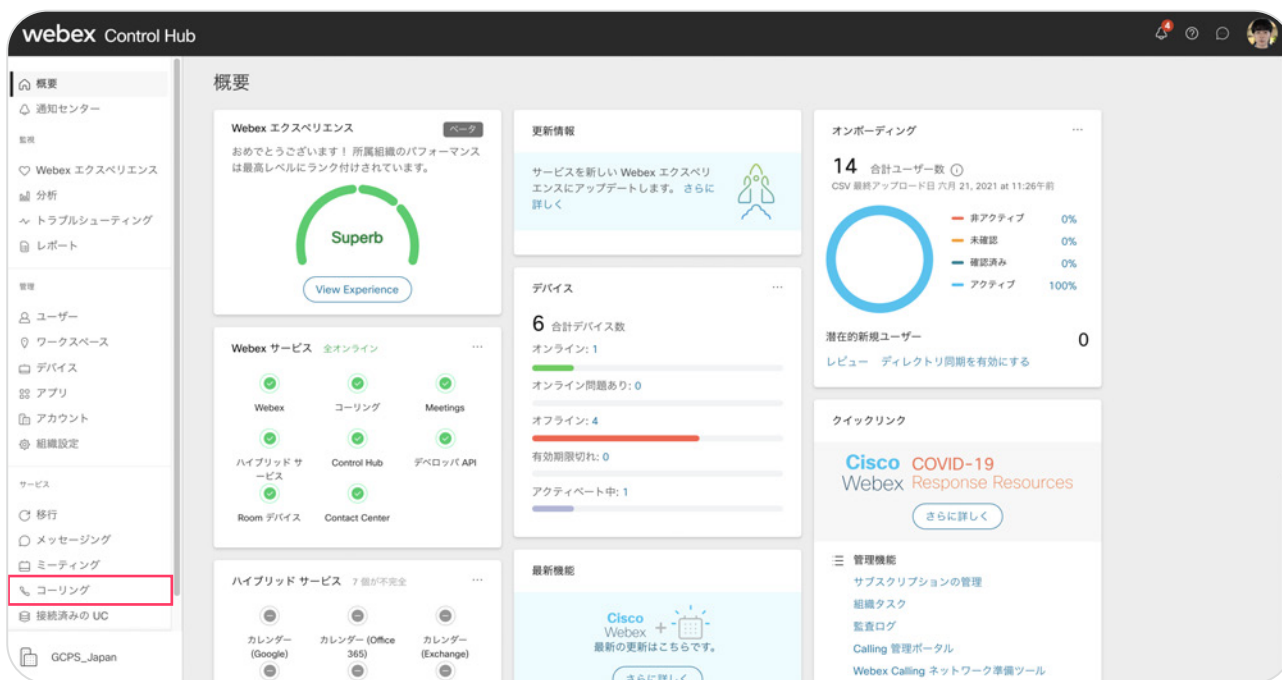 webex Control Hub
4
概要
通知センター
監視
Webex エクスペリエンス
分析
トラブルシューティング
レポート
管理
ユーザー
ワークスペース
デバイス
アプリ
アカウント
組織設定
サービス
移行
メッセージング
ミーティング
コーリング
接続済みの UC
GCPS_Japan
概要
Webex エクスペリエンス
ベータ
おめでとうございます！ 所属組織のパフォーマンス
は最高レベルにランク付けされています。
Superb
View Experience
Webex サービス 全オンライン
Webex
コーリング
Meetings
ハイブリッド サ
ービス
Control Hub
デベロッパ API
Room デバイス
Contact Center
ハイブリッド サービス 7 個が不完全
カレンダー
(Google)
カレンダー (Office
365)
カレンダー
(Exchange)
更新情報
サービスを新しい Webex エクスペリ
エンスにアップデートします。 さらに
詳しく
デバイス
6 合計デバイス数
オンライン: 1
オンライン問題あり: 0
オフライン: 4
有効期限切れ: 0
アクティベート中: 1
最新機能
Cisco
Webex +
最新の更新はこちらです。
さらに詳しく
オンボーディング
14 合計ユーザー数
CSV 最終アップロード日 六月 21, 2021 at 11:26午前
非アクティブ 0%
未確認 0%
確認済み 0%
アクティブ 100%
潜在的新規ユーザー 0
レビュー ディレクトリ同期を有効にする
クイックリンク
Cisco COVID-19
Webex Response Resources
さらに詳しく
管理機能
サブスクリプションの管理
組織タスク
監査ログ
Calling 管理ポータル
Webex Calling ネットワーク準備ツール